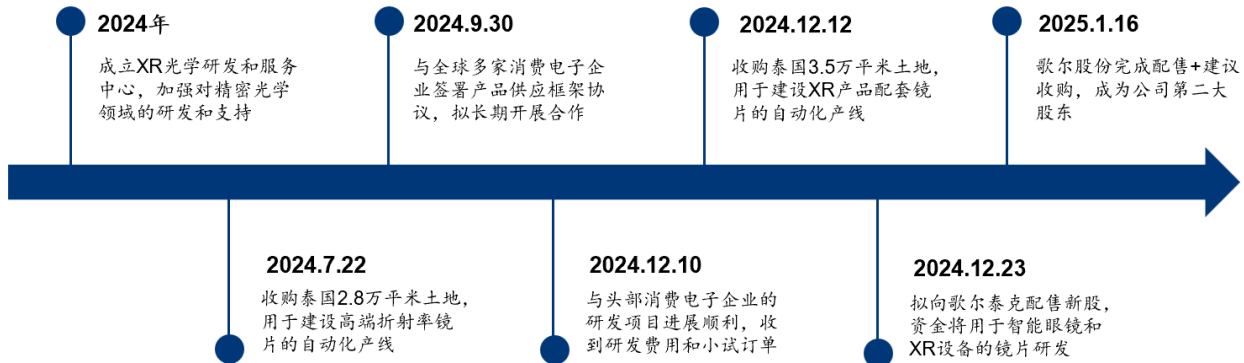 2024年
成立XR光学研发和服务
中心，加强对精密光学
领域的研发和支持
2024.7.22
收购泰国2.8万平米土地，
用于建设高端折射率镜
片的自动化产线
2024.9.30
与全球多家消费电子企
业签署产品供应框架协
议，拟长期开展合作
2024.12.10
与头部消费电子企业的
研发项目进展顺利，收
到研发费用和小试订单
2024.12.12
收购泰国3.5万平米土地，
用于建设XR产品配套镜
片的自动化产线
2024.12.23
拟向歌尔泰克配售新股，
资金将用于智能眼镜和
XR设备的镜片研发
2025.1.16
歌尔股份完成配售+建议
收购，成为公司第二大
股东